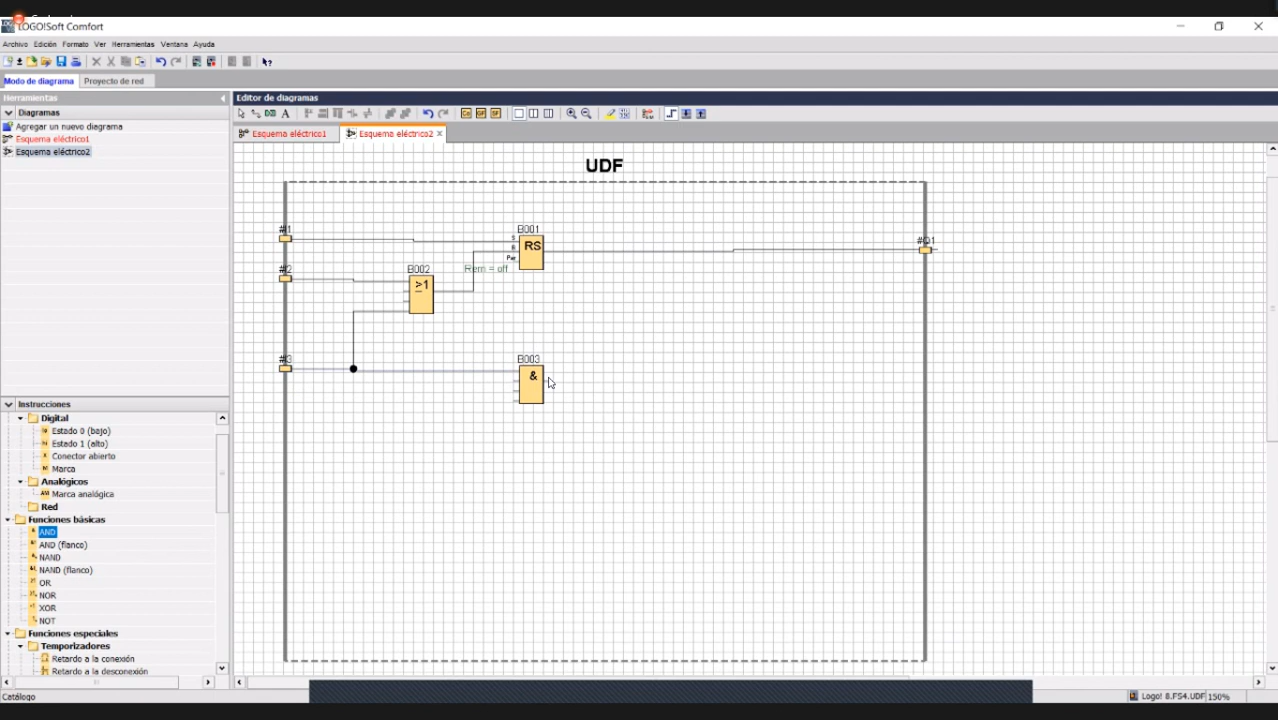 LOGO!Soft Comfort
Archivo Edición Formato Ver Herramientas Ventana Ayuda
Modo de diagrama Proyecto de red
Herramientas
Diagramas
Agregar un nuevo diagrama
Esquema eléctrico1
Esquema eléctrico2
Instrucciones
Digital
Estado 0 (bajo)
Estado 1 (alto)
Conector abierto
Marca
Analógicos
Marca analógica
Red
Funciones básicas
AND
AND (flanco)
NAND
NAND (flanco)
OR
NOR
XOR
NOT
Funciones especiales
Temporizadores
Retardo a la conexión
Retardo a la desconexión
Catálogo
Editor de diagramas
Esquema eléctrico1 Esquema eléctrico2
UDF
B001
S
R
Par
RS
Rem = off
B002
>1
B003
&
Logo! 8.FS4.UDF 150%